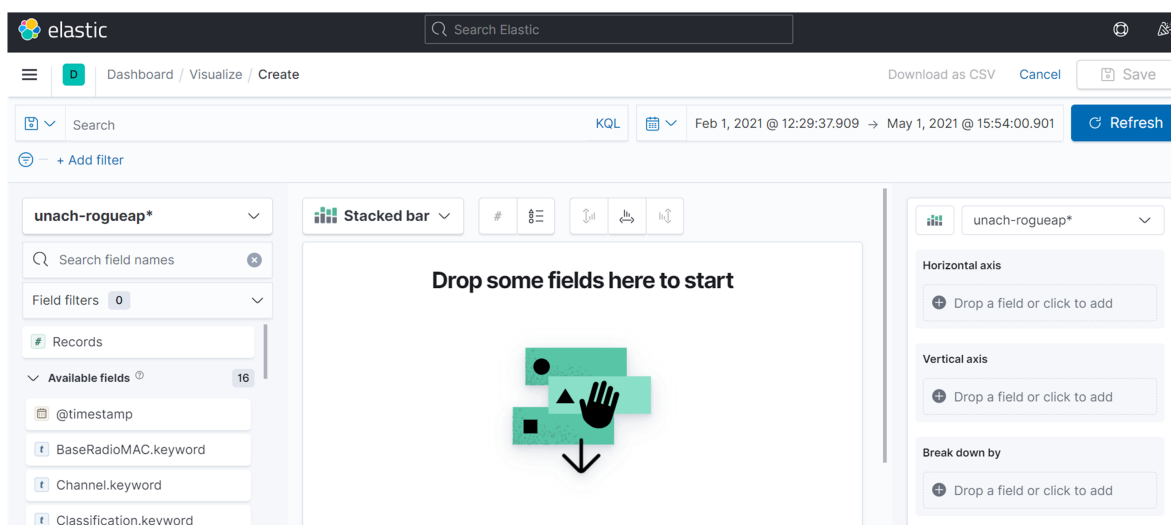 elastic
Search Elastic
D
Dashboard / Visualize / Create
Download as CSV
Cancel
Save
Search
KQL
Feb 1, 2021 @ 12:29:37.909 → May 1, 2021 @ 15:54:00.901
Refresh
+ Add filter
unach-rogueap*
Search field names
Field filters 0
# Records
Available fields 16
@timestamp
t BaseRadioMAC.keyword
t Channel.keyword
t Classification.keyword
Stacked bar
#
Drop some fields here to start
unach-rogueap*
Horizontal axis
Drop a field or click to add
Vertical axis
Drop a field or click to add
Break down by
Drop a field or click to add